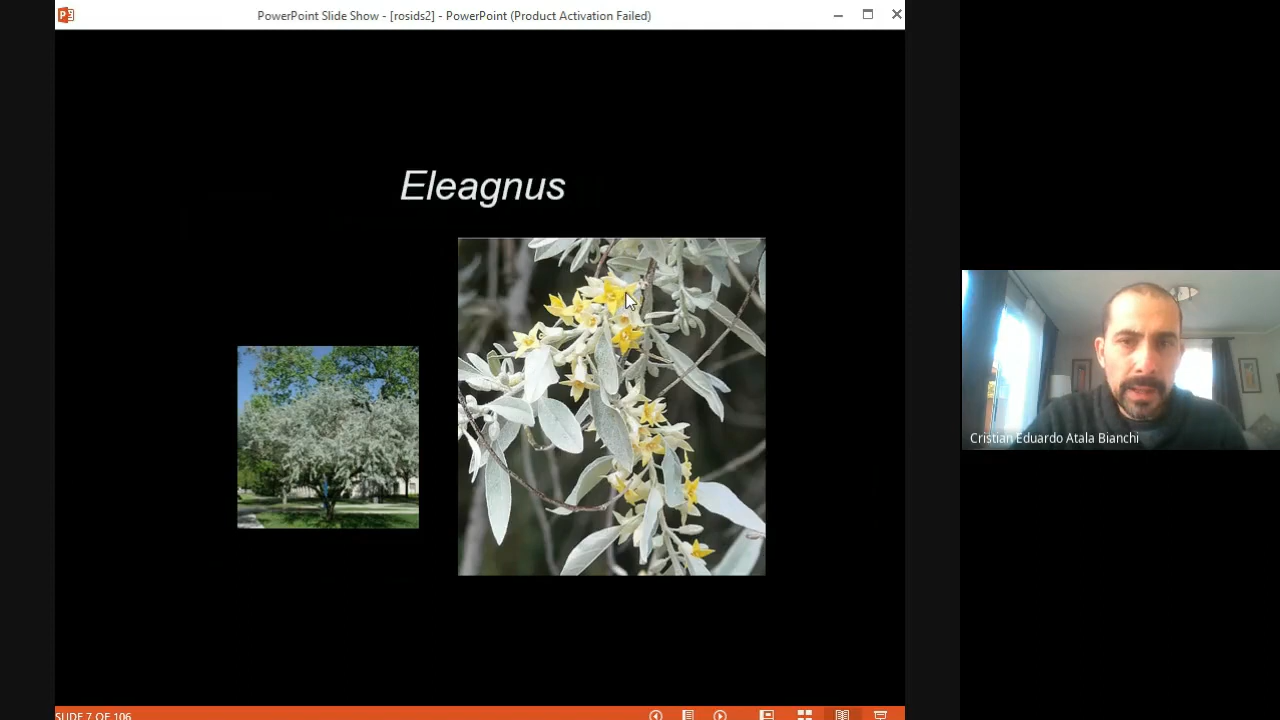 PowerPoint Slide Show - [rosids2] - PowerPoint (Product Activation Failed)
Eleagnus
Cristian Eduardo Atala Bianchi
SLIDE 7 OF 106